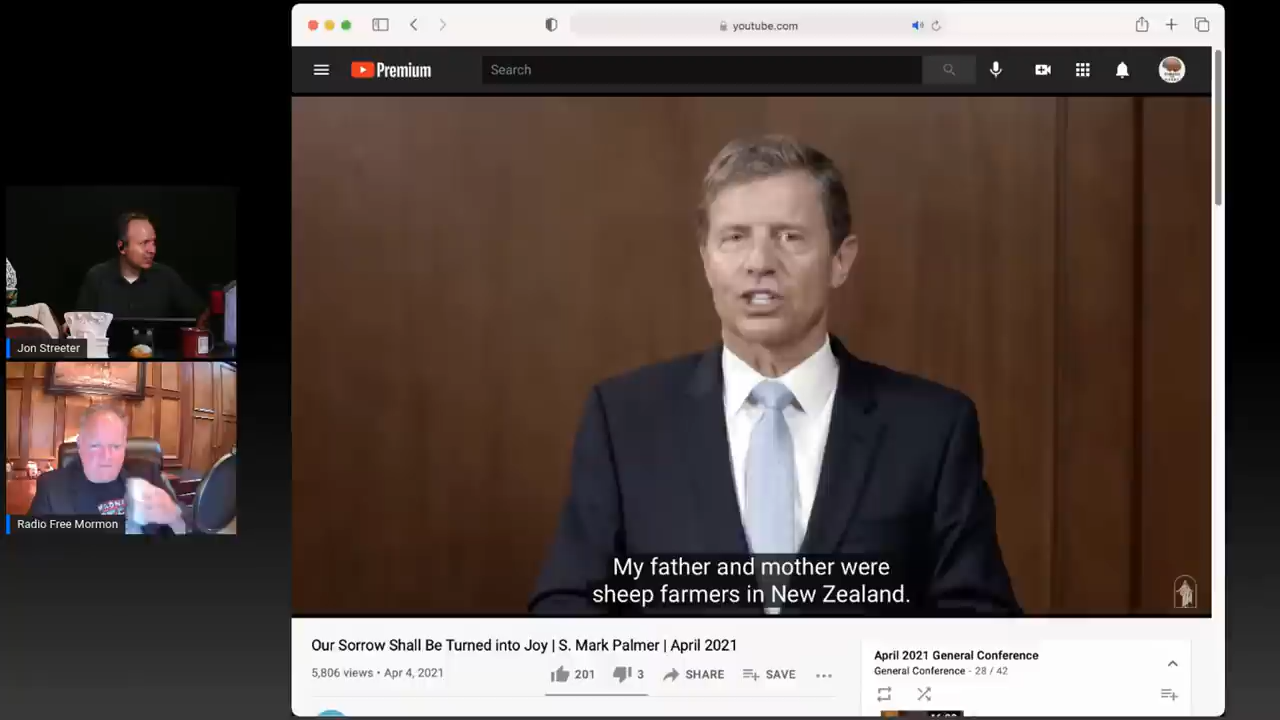 youtube.com
Premium
Search
Jon Streeter
Radio Free Mormon
My father and mother were
sheep farmers in New Zealand.
Our Sorrow Shall Be Turned into Joy | S. Mark Palmer | April 2021
5,806 views • Apr 4, 2021
201
3
SHARE
SAVE
April 2021 General Conference
General Conference - 28 / 42